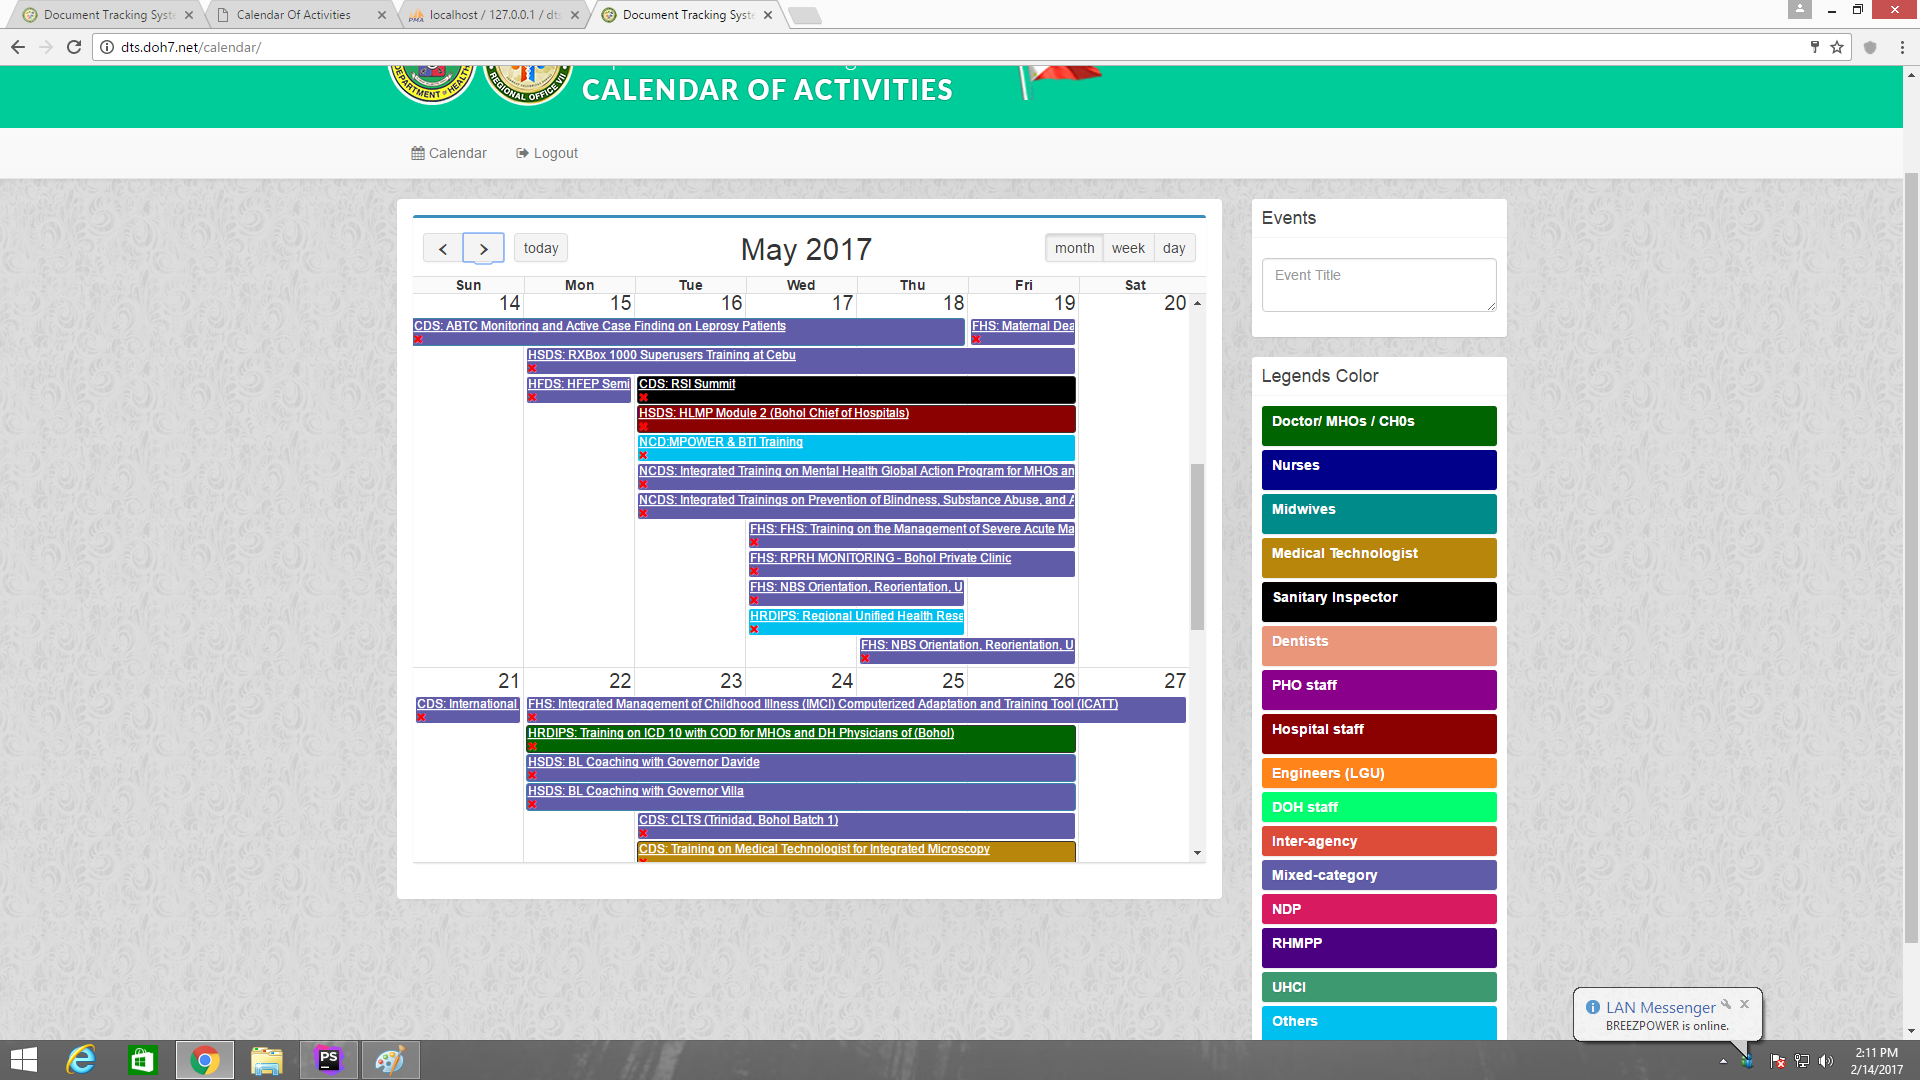 Document Tracking Syst
Calendar Of Activities
localhost / 127.0.0.1 / dts
Document Tracking Syste
dts.doh7.net/calendar/
DEPARTMENT of HEALTH
REGIONAL OFFICE VII
CALENDAR OF ACTIVITIES
Calendar
Logout
today
May 2017
month
week
day
Sun Mon Tue Wed Thu Fri Sat
14 15 16 17 18 19 20
CDS: ABTC Monitoring and Active Case Finding on Leprosy Patients
FHS: Maternal Dea
HSDS: RXBox 1000 Superusers Training at Cebu
HFDS: HFEP Semi
CDS: RSI Summit
HSDS: HLMP Module 2 (Bohol Chief of Hospitals)
NCD:MPOWER & BTI Training
NCDS: Integrated Training on Mental Health Global Action Program for MHOs an
NCDS: Integrated Trainings on Prevention of Blindness, Substance Abuse, and A
FHS: FHS: Training on the Management of Severe Acute Ma
FHS: RPRH MONITORING - Bohol Private Clinic
FHS: NBS Orientation, Reorientation, U
HRDIPS: Regional Unified Health Rese
FHS: NBS Orientation, Reorientation, U
21 22 23 24 25 26 27
CDS: International
FHS: Integrated Management of Childhood Illness (IMCI) Computerized Adaptation and Training Tool (ICATT)
HRDIPS: Training on ICD 10 with COD for MHOs and DH Physicians of (Bohol)
HSDS: BL Coaching with Governor Davide
HSDS: BL Coaching with Governor Villa
CDS: CLTS (Trinidad, Bohol Batch 1)
CDS: Training on Medical Technologist for Integrated Microscopy
Events
Event Title
Legends Color
Doctor/ MHOs / CH0s
Nurses
Midwives
Medical Technologist
Sanitary Inspector
Dentists
PHO staff
Hospital staff
Engineers (LGU)
DOH staff
Inter-agency
Mixed-category
NDP
RHMPP
UHCI
Others
LAN Messenger
BREEZPOWER is online.
PS
2:11 PM
2/14/2017